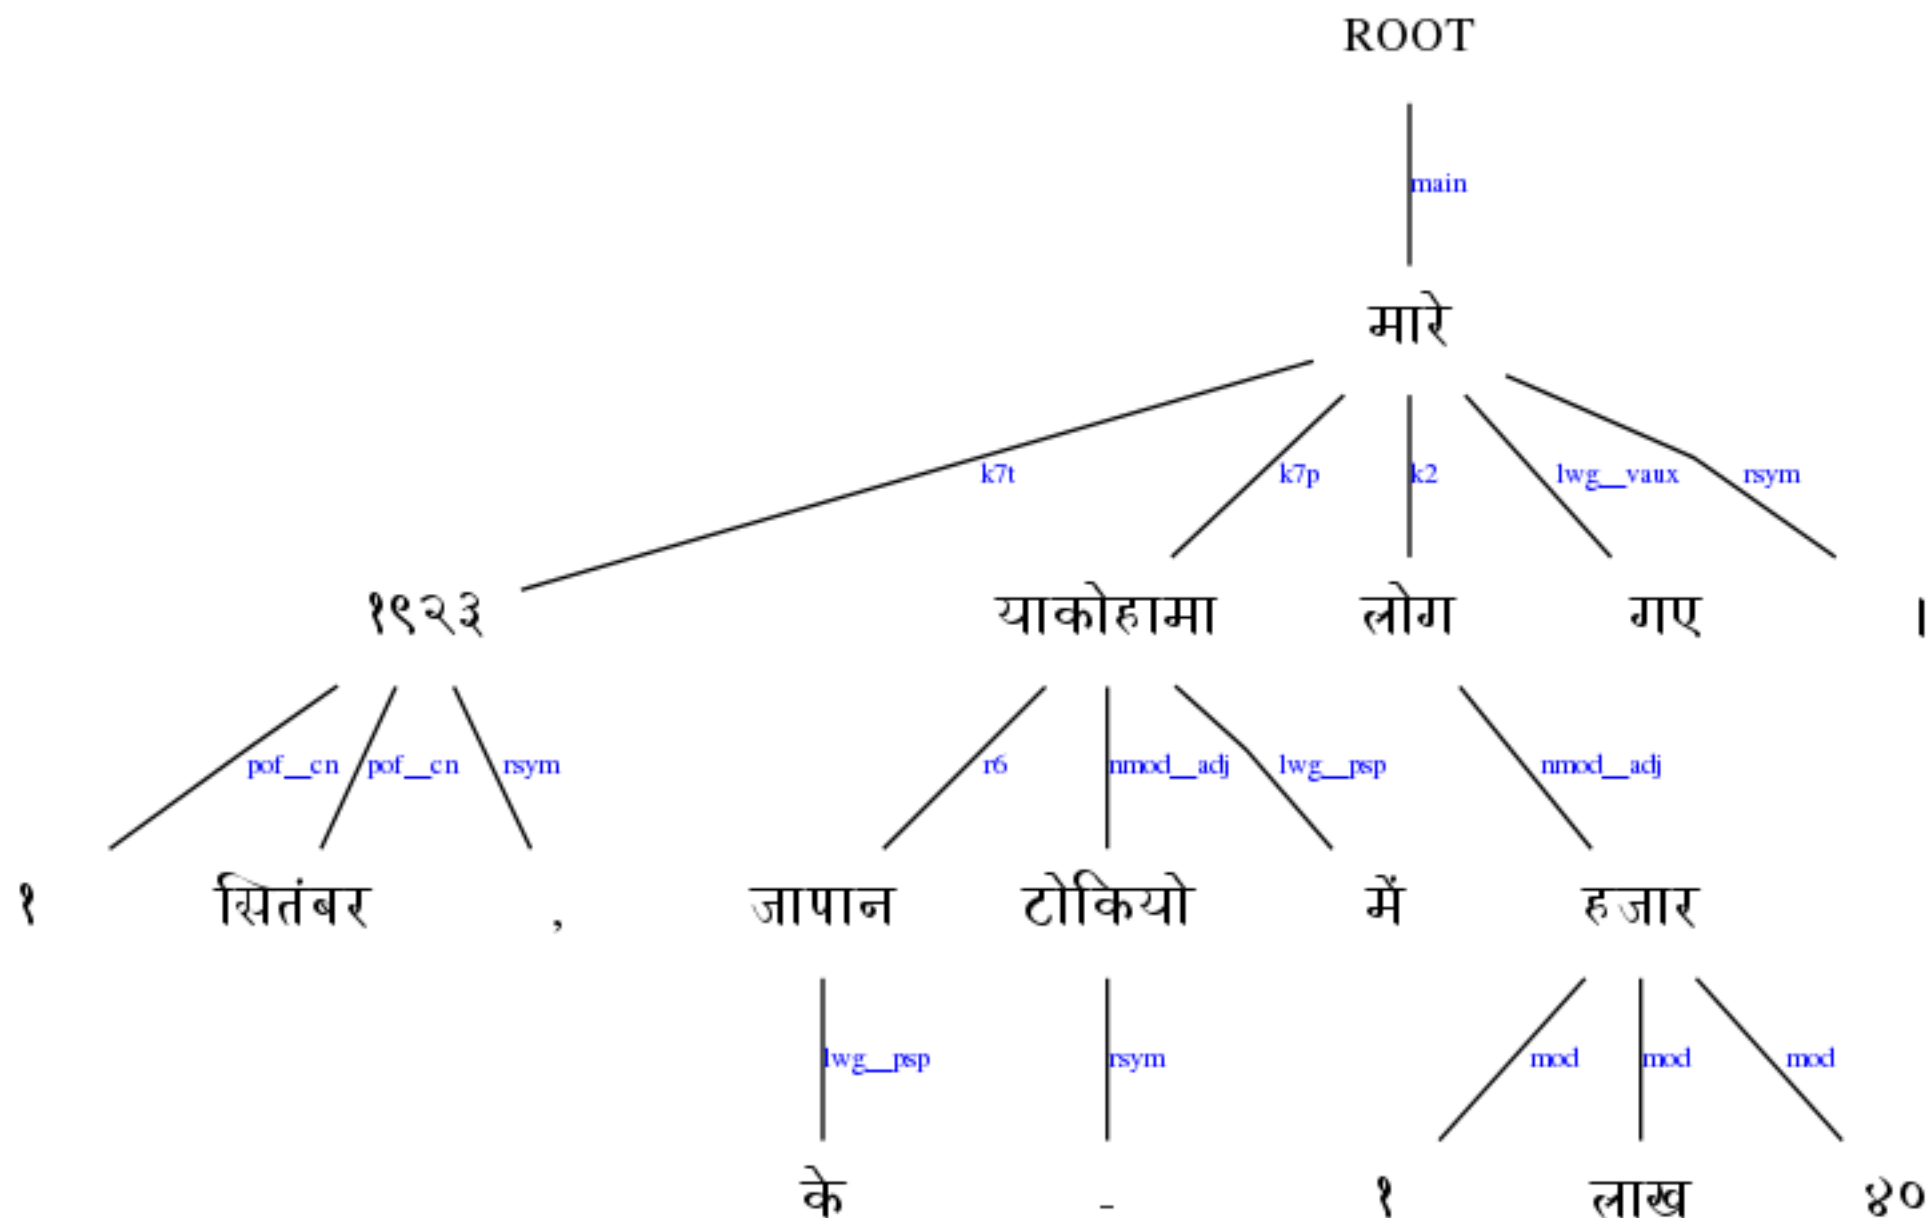 ROOT
main
मारे
k7t k7p k2 lwg__vaux rsym
१९२३ याकोहामा लोग गए ।
pof__cn pof__cn rsym r6 nmod__adj lwg__psp nmod__adj
१ सितंबर , जापान टोकियो में हजार
lwg__psp rsym mod mod mod
के - १ लाख ४०